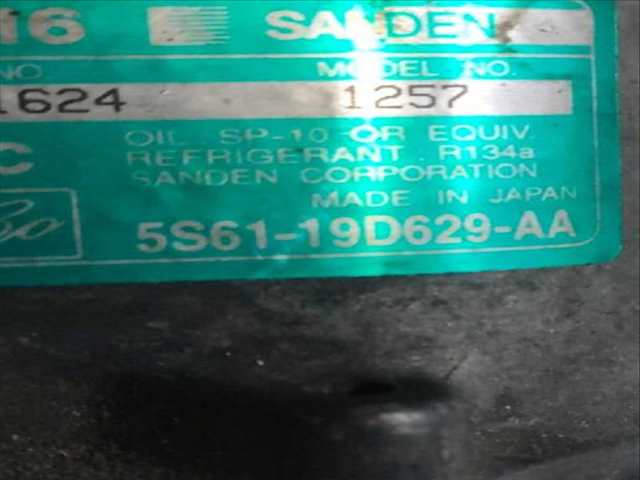 16 SANDEN
NO. MODEL NO.
1624 1257
C
OIL SP-10 OR EQUIV.
REFRIGERANT R134a
SANDEN CORPORATION
MADE IN JAPAN
5S61-19D629-AA